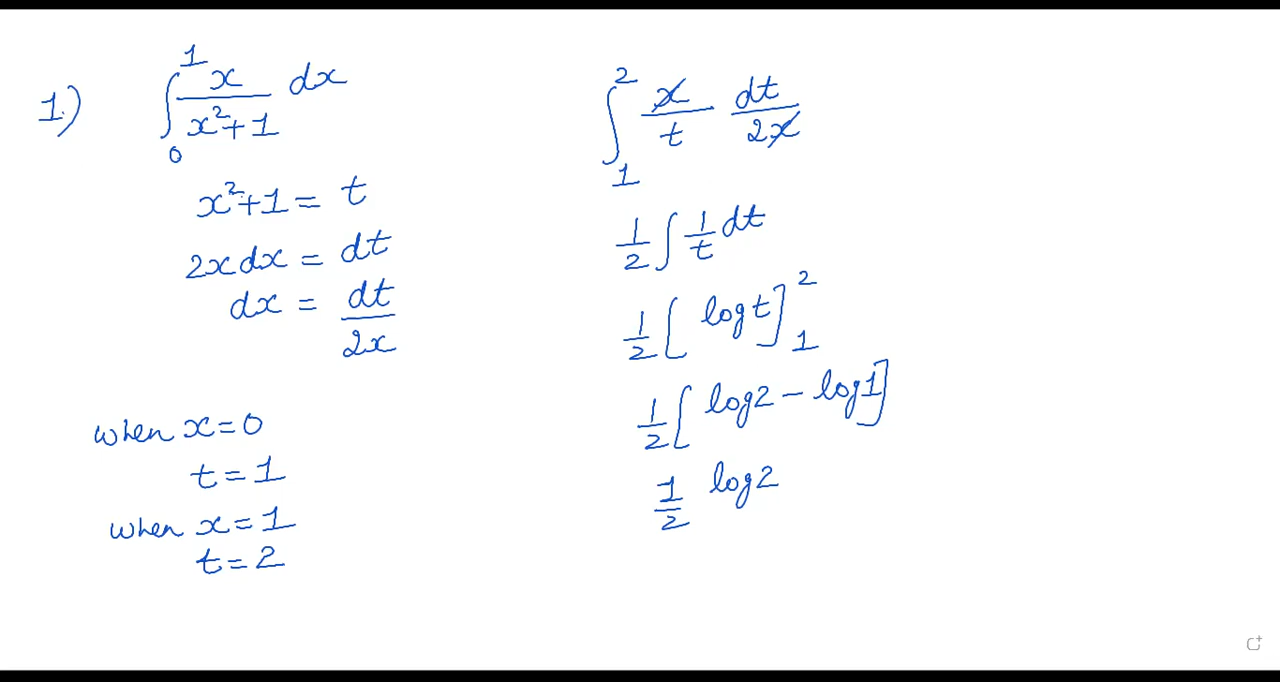 1.) ∫₀¹ x/(x²+1) dx
x²+1 = t
2x dx = dt
dx = dt/2x
when x=0
t=1
when x=1
t=2
∫₁² x/t dt/2x
1/2 ∫ 1/t dt
1/2 [log t]₁²
1/2 [log2 - log1]
1/2 log2